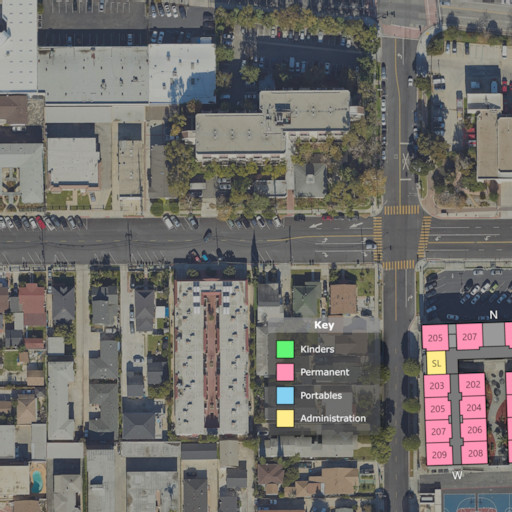 N
205 207
SL
203 202
205 204
207 206
209 208
W
Key
Kinders
Permanent
Portables
Administration